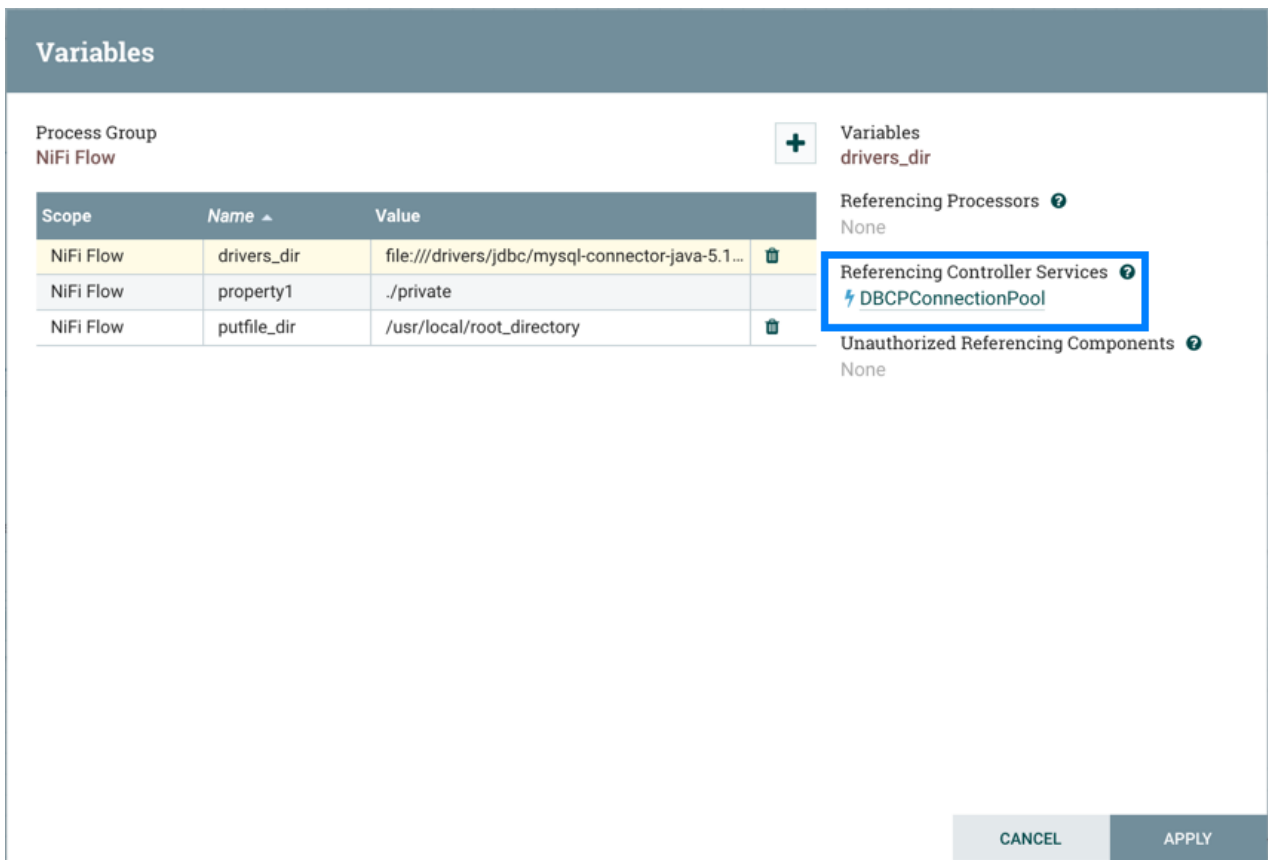 Variables
Process Group
NiFi Flow
Scope Name Value
NiFi Flow drivers_dir file:///drivers/jdbc/mysql-connector-java-5.1...
NiFi Flow property1 ./private
NiFi Flow putfile_dir /usr/local/root_directory
Variables
drivers_dir
Referencing Processors
None
Referencing Controller Services
DBCPConnectionPool
Unauthorized Referencing Components
None
CANCEL APPLY